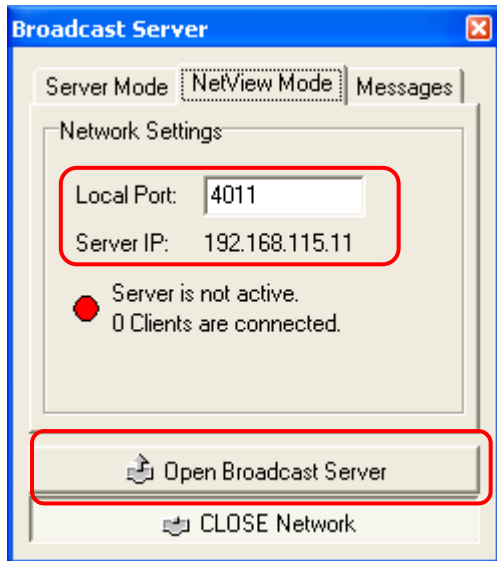 Broadcast Server
Server Mode NetView Mode Messages
Network Settings
Local Port: 4011
Server IP: 192.168.115.11
Server is not active.
0 Clients are connected.
Open Broadcast Server
CLOSE Network